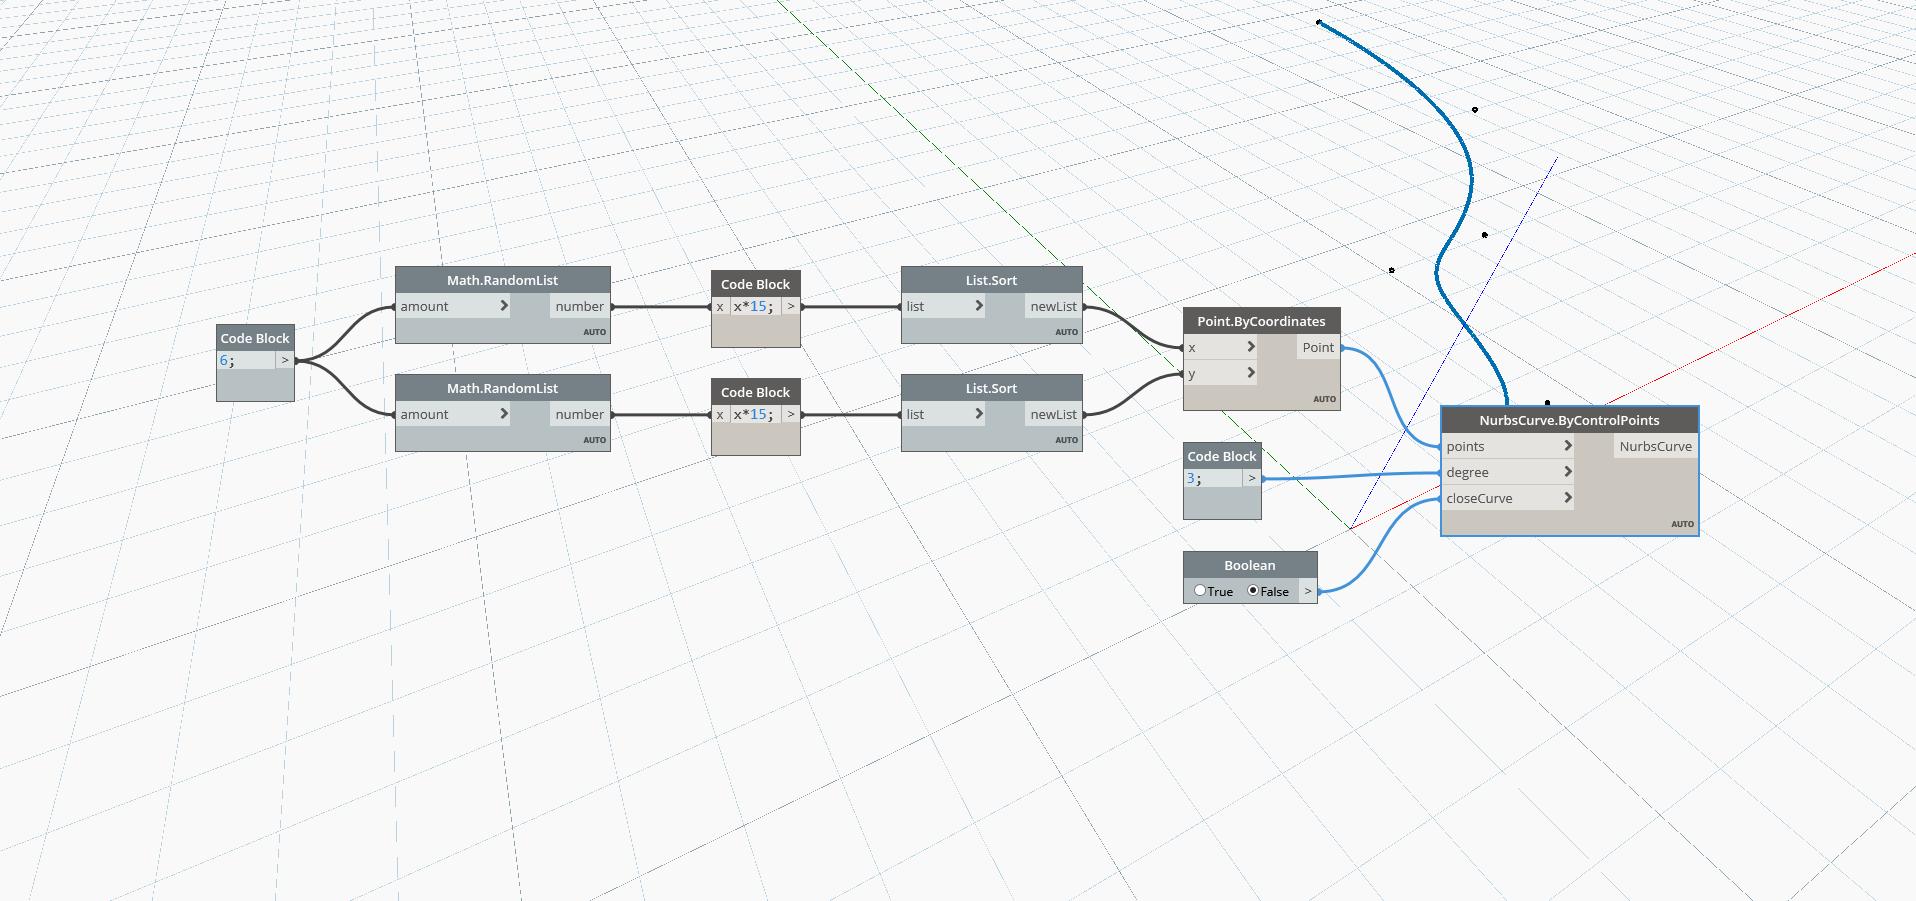 Code Block
6; >
Math.RandomList
amount > number
AUTO
Math.RandomList
amount > number
AUTO
Code Block
x x*15; >
Code Block
x x*15; >
List.Sort
list > newList
AUTO
List.Sort
list > newList
AUTO
Point.ByCoordinates
x > Point
y >
AUTO
Code Block
3; >
Boolean
True False >
NurbsCurve.ByControlPoints
points > NurbsCurve
degree >
closeCurve >
AUTO